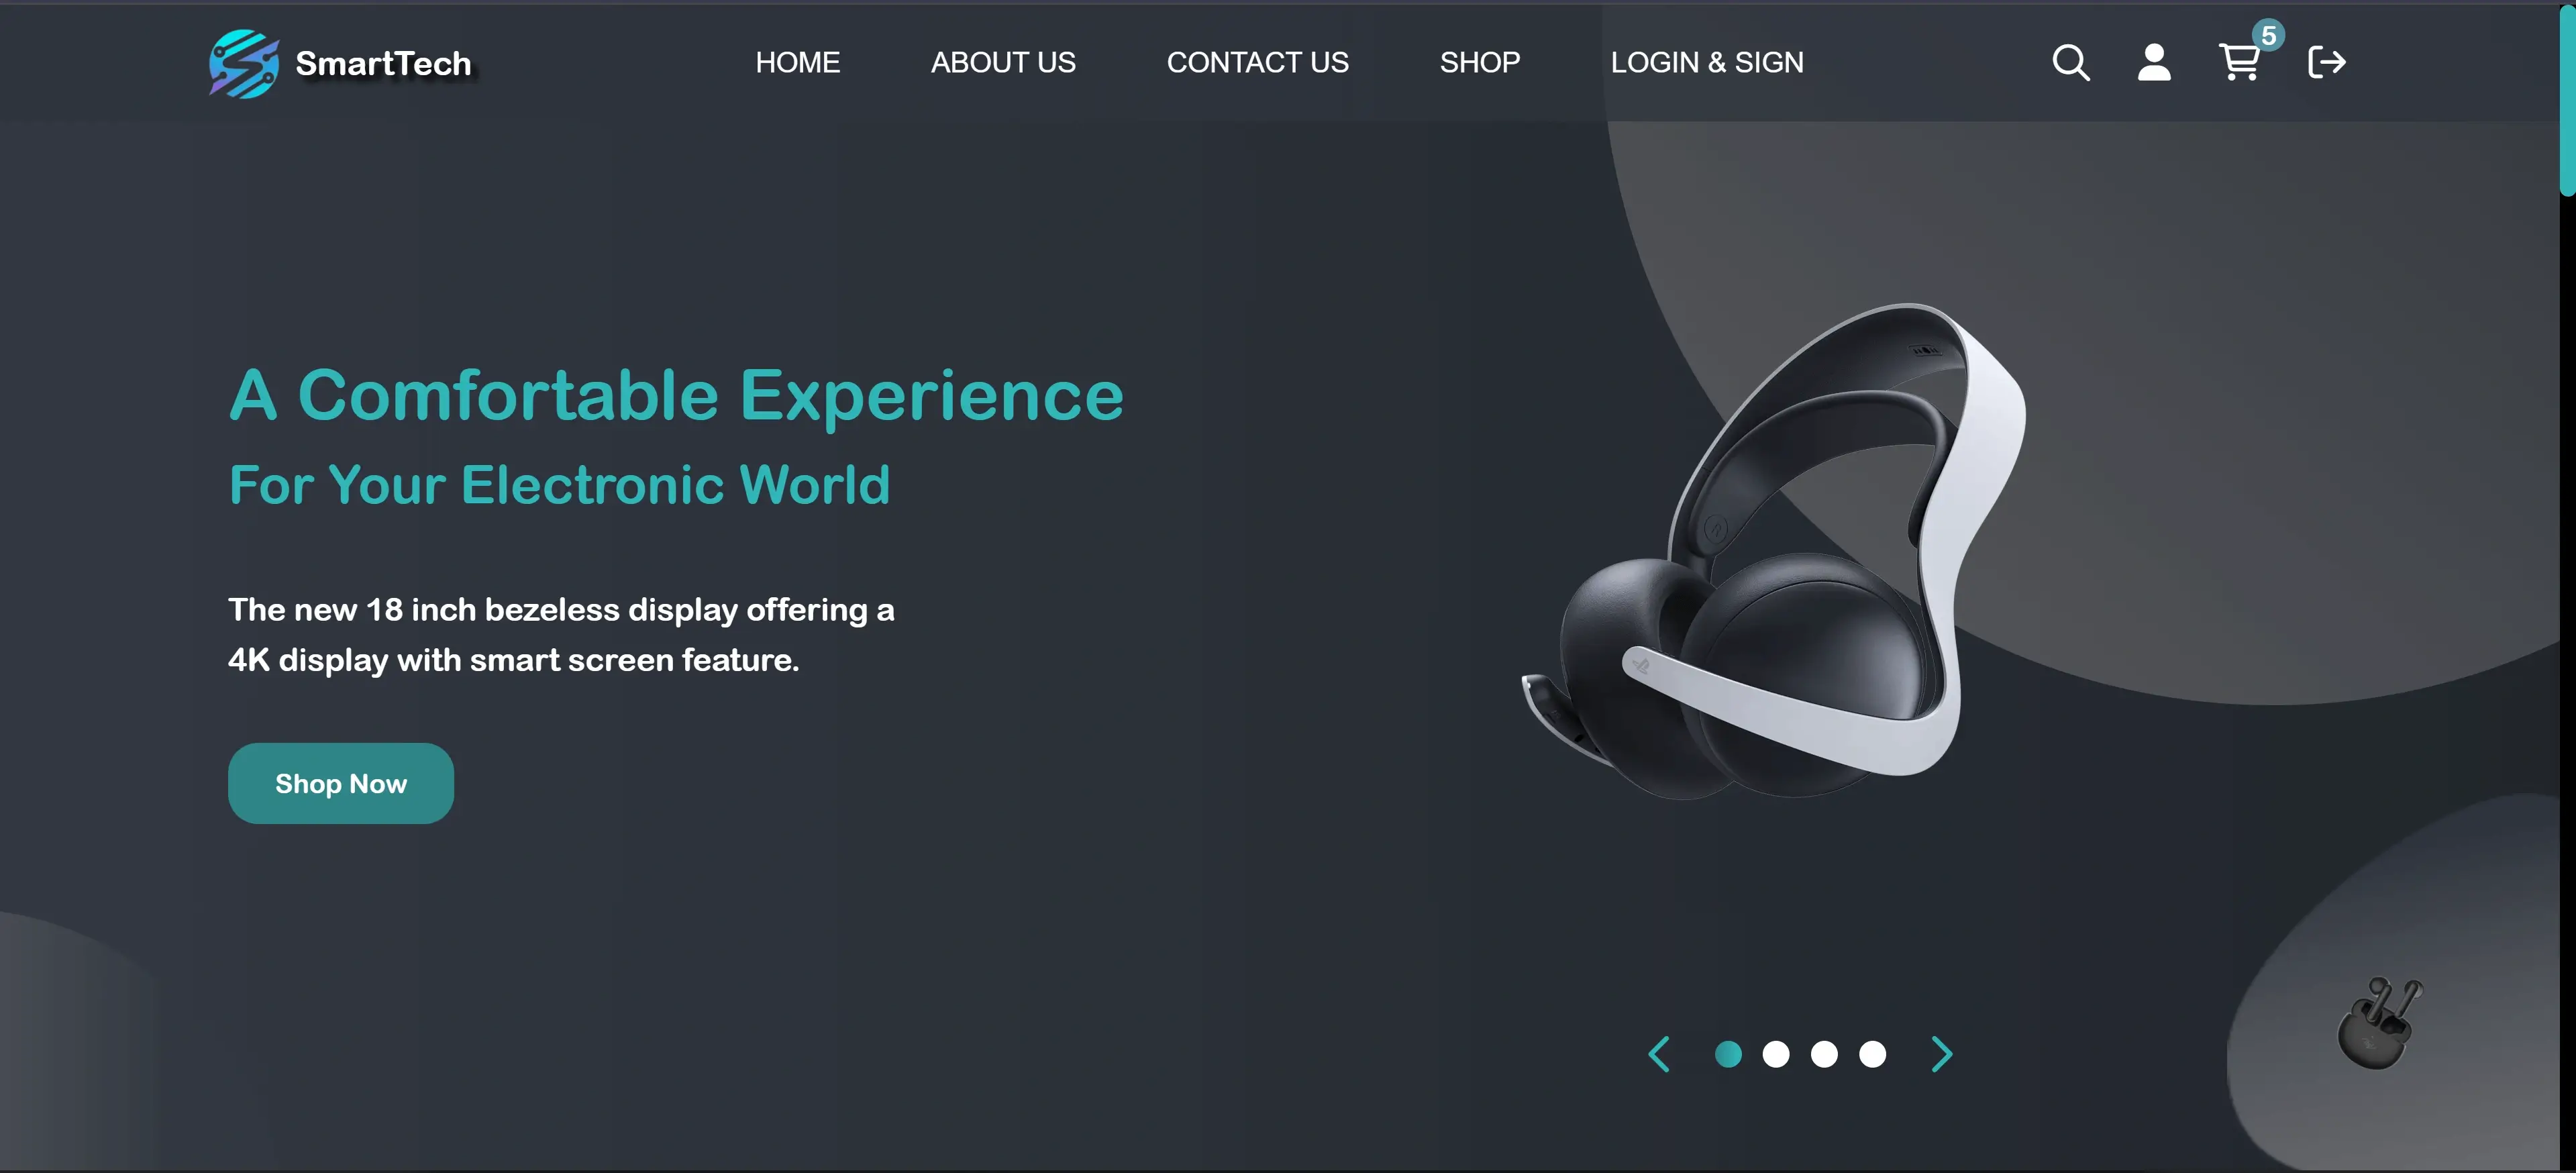 SmartTech
HOME
ABOUT US
CONTACT US
SHOP
LOGIN & SIGN
5
A Comfortable Experience
For Your Electronic World
The new 18 inch bezeless display offering a
4K display with smart screen feature.
Shop Now